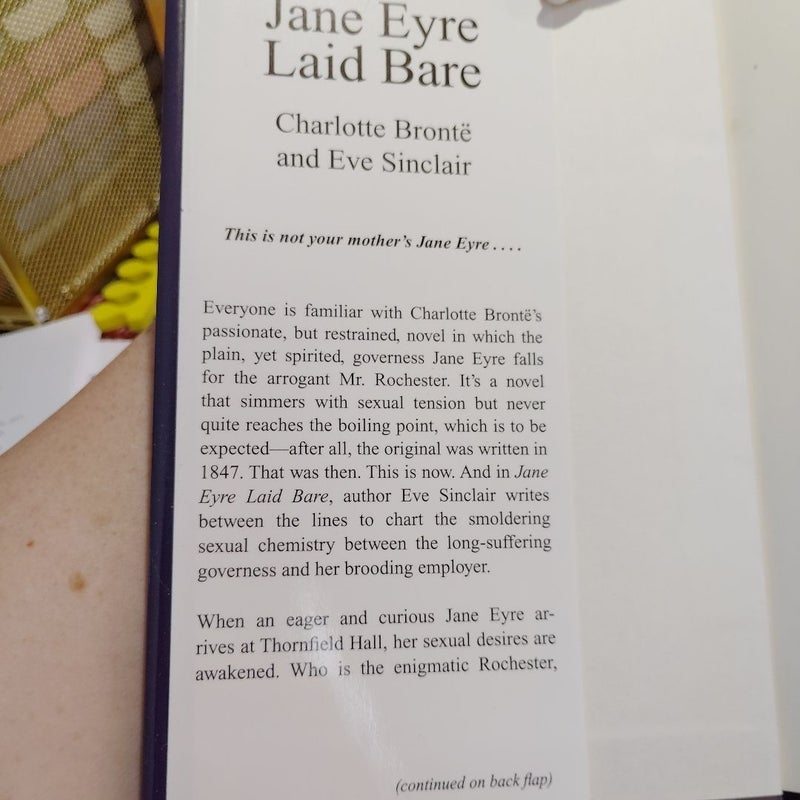 Jane Eyre
Laid Bare
Charlotte Brontë
and Eve Sinclair
This is not your mother's Jane Eyre . . . .
Everyone is familiar with Charlotte Brontë's
passionate, but restrained, novel in which the
plain, yet spirited, governess Jane Eyre falls
for the arrogant Mr. Rochester. It's a novel
that simmers with sexual tension but never
quite reaches the boiling point, which is to be
expected—after all, the original was written in
1847. That was then. This is now. And in Jane
Eyre Laid Bare, author Eve Sinclair writes
between the lines to chart the smoldering
sexual chemistry between the long-suffering
governess and her brooding employer.
When an eager and curious Jane Eyre ar-
rives at Thornfield Hall, her sexual desires are
awakened. Who is the enigmatic Rochester,
(continued on back flap)